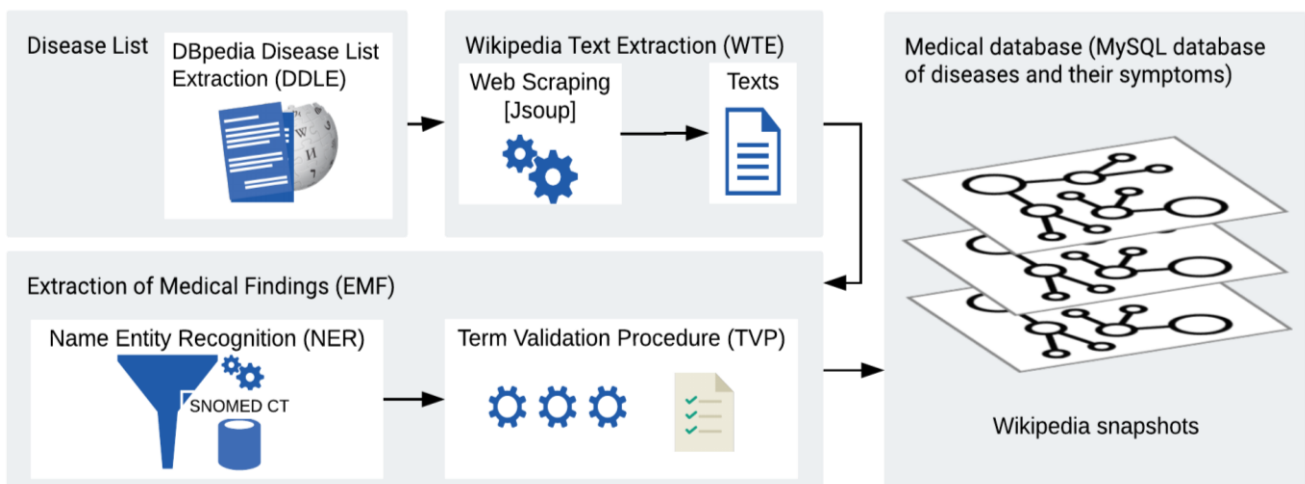 Disease List
DBpedia Disease List
Extraction (DDLE)
Wikipedia Text Extraction (WTE)
Web Scraping
[Jsoup]
Texts
Extraction of Medical Findings (EMF)
Name Entity Recognition (NER)
SNOMED CT
Term Validation Procedure (TVP)
Medical database (MySQL database
of diseases and their symptoms)
Wikipedia snapshots